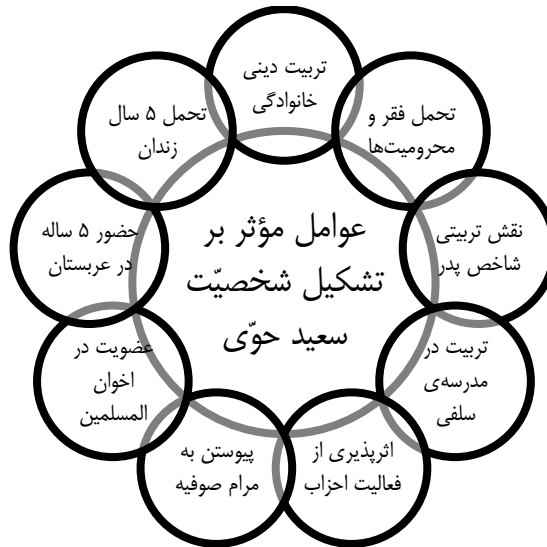 عوامل مؤثر بر
تشکیل شخصیّت
سعید حوّی
تربیت دینی
خانوادگی
تحمل فقر و
محرومیت‌ها
نقش تربیتی
شاخص پدر
تربیت در
مدرسه‌ی
سلفی
اثرپذیری از
فعالیت احزاب
پیوستن به
مرام صوفیه
عضویت در
اخوان
المسلمین
حضور ۵ ساله
در عربستان
تحمل ۵ سال
زندان